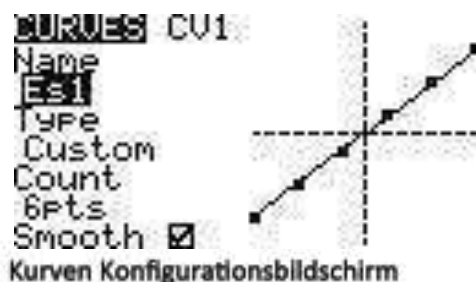 CURVES CV1
Name
Es1
Type
Custom
Count
6pts
Smooth
Kurven Konfigurationsbildschirm